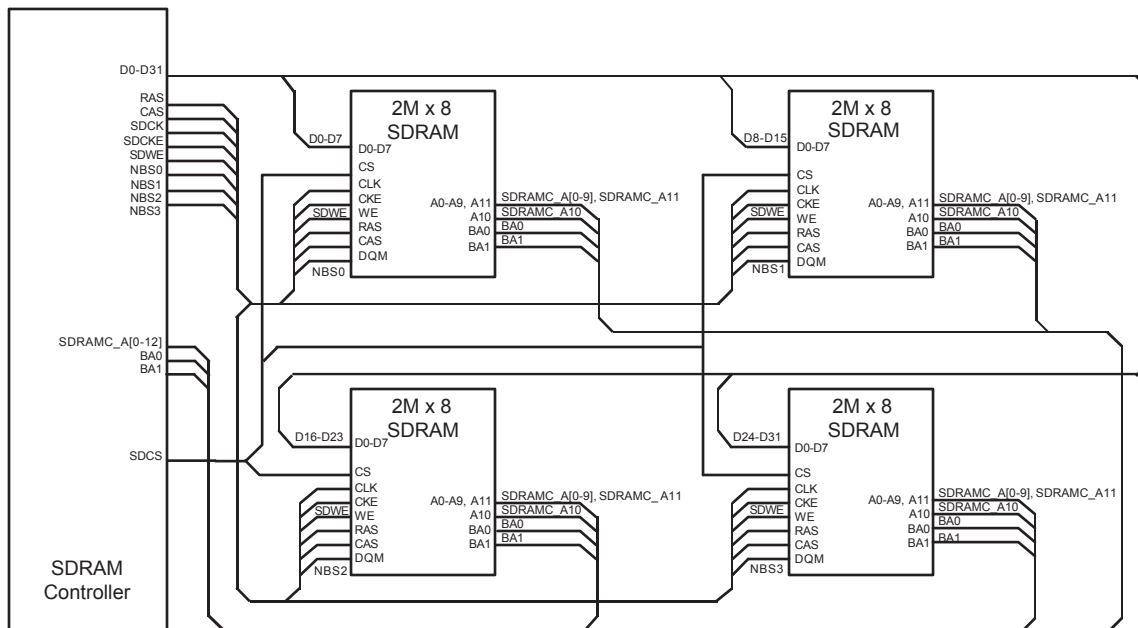 D0-D31
RAS
CAS
SDCK
SDCKE
SDWE
NBS0
NBS1
NBS2
NBS3
SDRAMC_A[0-12]
BA0
BA1
SDCS
SDRAM
Controller
2M x 8
SDRAM
D0-D7
D0-D7
CS
CLK
CKE
SDWE
WE
RAS
CAS
DQM
NBS0
A0-A9, A11
A10
BA0
BA1
SDRAMC_A[0-9], SDRAMC_A11
SDRAMC_A10
BA0
BA1
2M x 8
SDRAM
D8-D15
D0-D7
CS
CLK
CKE
SDWE
WE
RAS
CAS
DQM
NBS1
A0-A9, A11
A10
BA0
BA1
SDRAMC_A[0-9], SDRAMC_A11
SDRAMC_A10
BA0
BA1
2M x 8
SDRAM
D16-D23
D0-D7
CS
CLK
CKE
SDWE
WE
RAS
CAS
DQM
NBS2
A0-A9, A11
A10
BA0
BA1
SDRAMC_A[0-9], SDRAMC_A11
SDRAMC_A10
BA0
BA1
2M x 8
SDRAM
D24-D31
D0-D7
CS
CLK
CKE
SDWE
WE
RAS
CAS
DQM
NBS3
A0-A9, A11
A10
BA0
BA1
SDRAMC_A[0-9], SDRAMC_A11
SDRAMC_A10
BA0
BA1